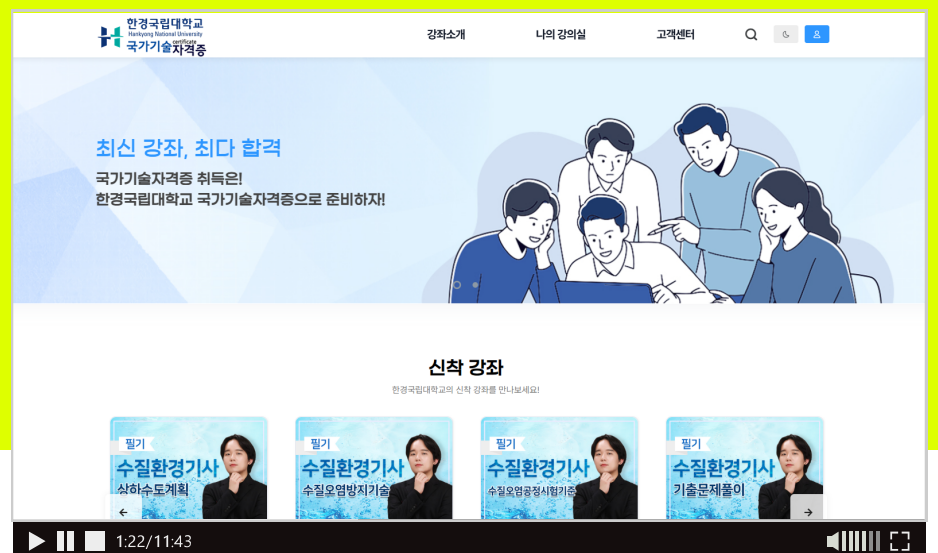 한경국립대학교
Hankyong National University
국가기술자격증
certificate
강좌소개
나의 강의실
고객센터
최신 강좌, 최다 합격
국가기술자격증 취득은!
한경국립대학교 국가기술자격증으로 준비하자!
신착 강좌
한경국립대학교의 신착 강좌를 만나보세요!
필기
수질환경기사
상하수도계획
필기
수질환경기사
수질오염방지기술
필기
수질환경기사
수질오염공정시험기준
필기
수질환경기사
기출문제풀이
1:22/11:43